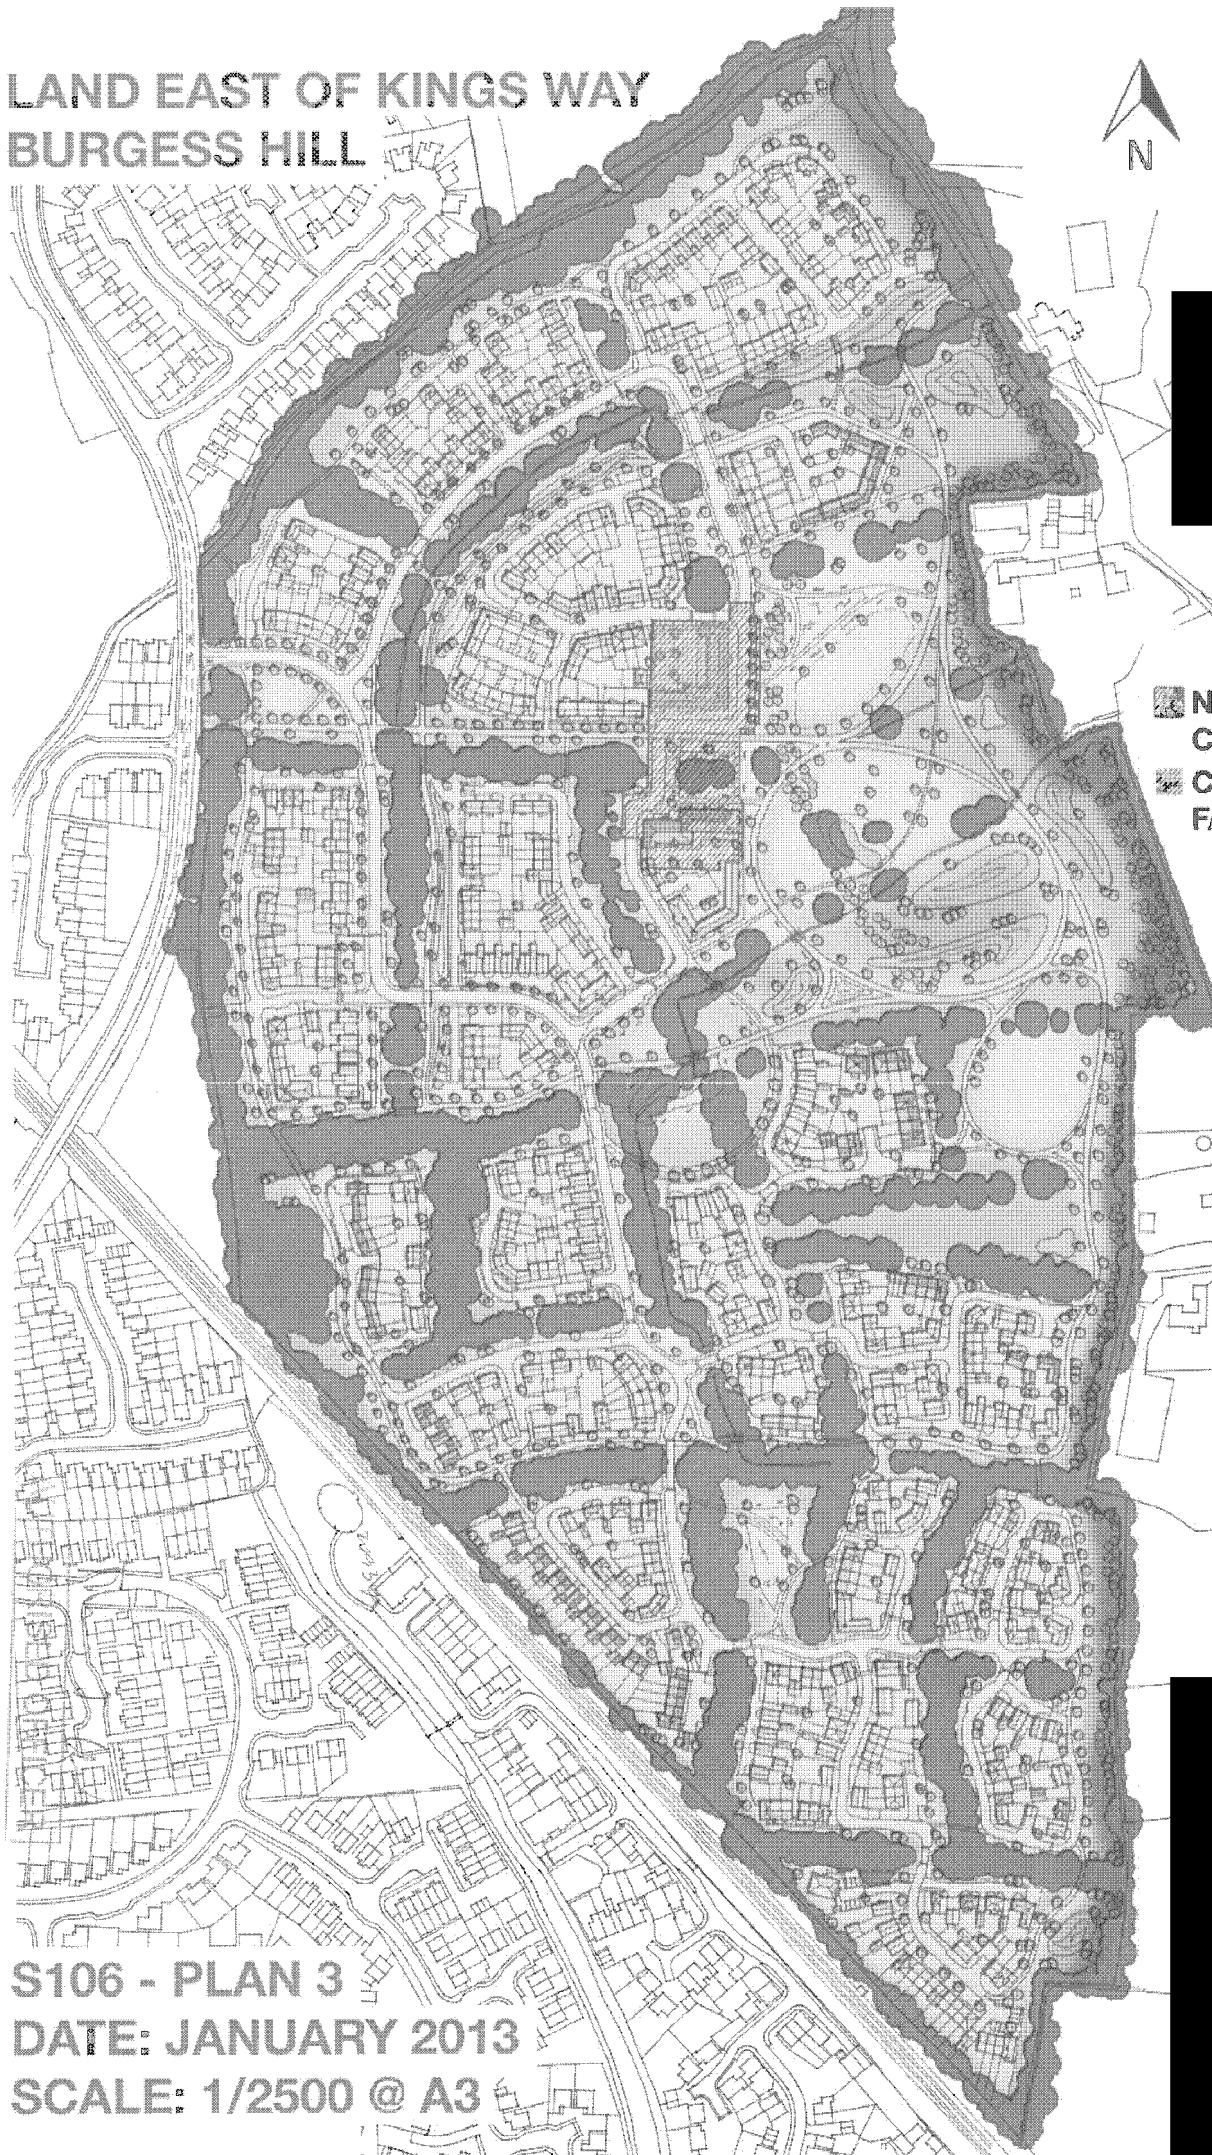 LAND EAST OF KINGS WAY
BURGESS HILL
N
N
C
C
F
S106 - PLAN 3
DATE: JANUARY 2013
SCALE: 1/2500 @ A3